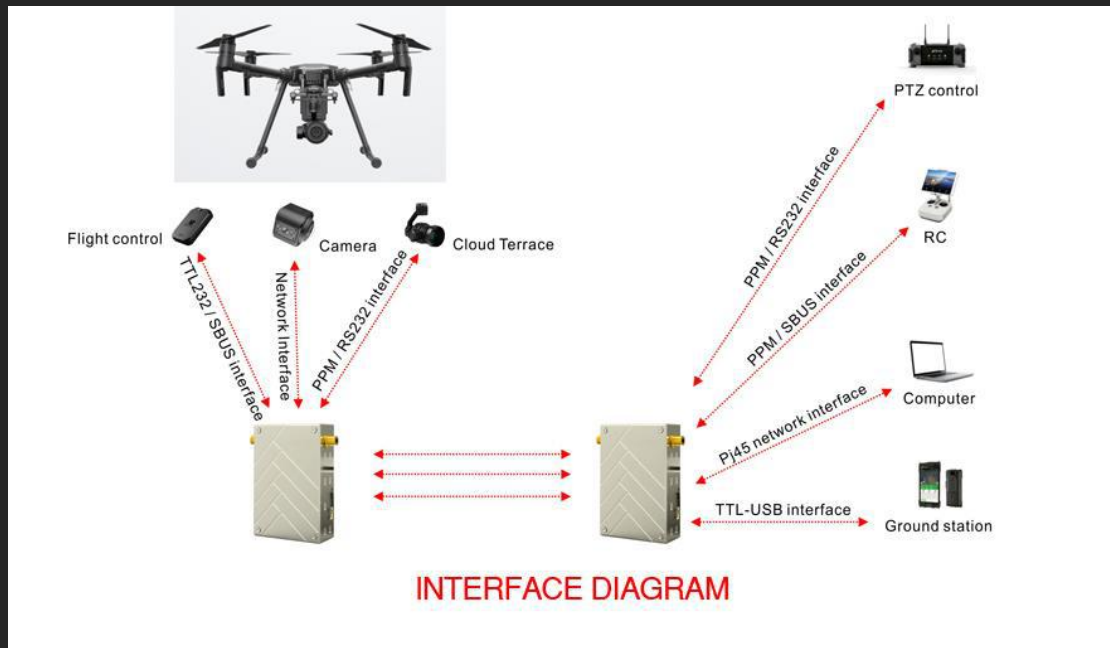 PTZ control
PPM / RS232 interface
RC
PPM / SBUS interface
Flight control
Camera
Cloud Terrace
TTL232 / SBUS interface
Network Interface
PPM / RS232 interface
Computer
Pj45 network interface
TTL-USB interface
Ground station
INTERFACE DIAGRAM